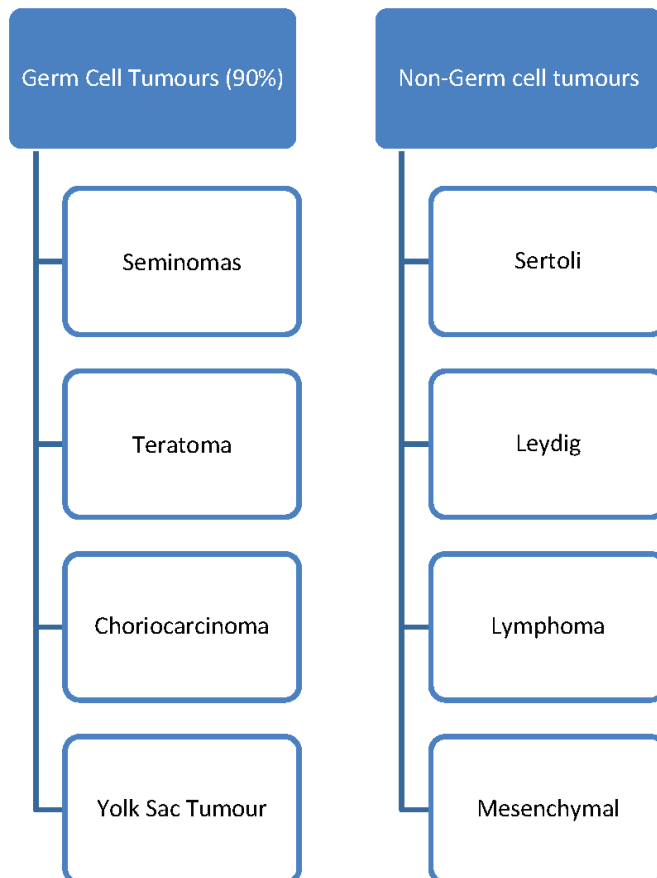 Germ Cell Tumours (90%)
Seminomas
Teratoma
Choriocarcinoma
Yolk Sac Tumour
Non-Germ cell tumours
Sertoli
Leydig
Lymphoma
Mesenchymal